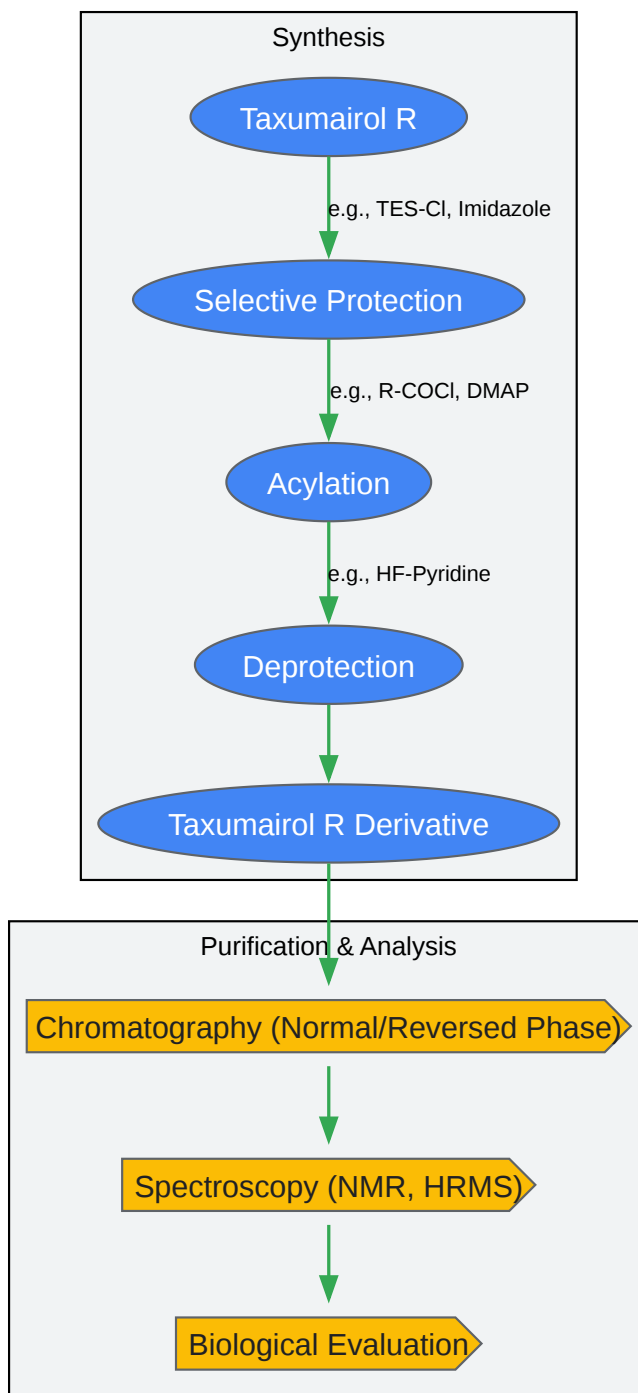 Synthesis
Taxumairol R
e.g., TES-Cl, Imidazole
Selective Protection
e.g., R-COCl, DMAP
Acylation
e.g., HF-Pyridine
Deprotection
Taxumairol R Derivative
Purification & Analysis
Chromatography (Normal/Reversed Phase)
Spectroscopy (NMR, HRMS)
Biological Evaluation